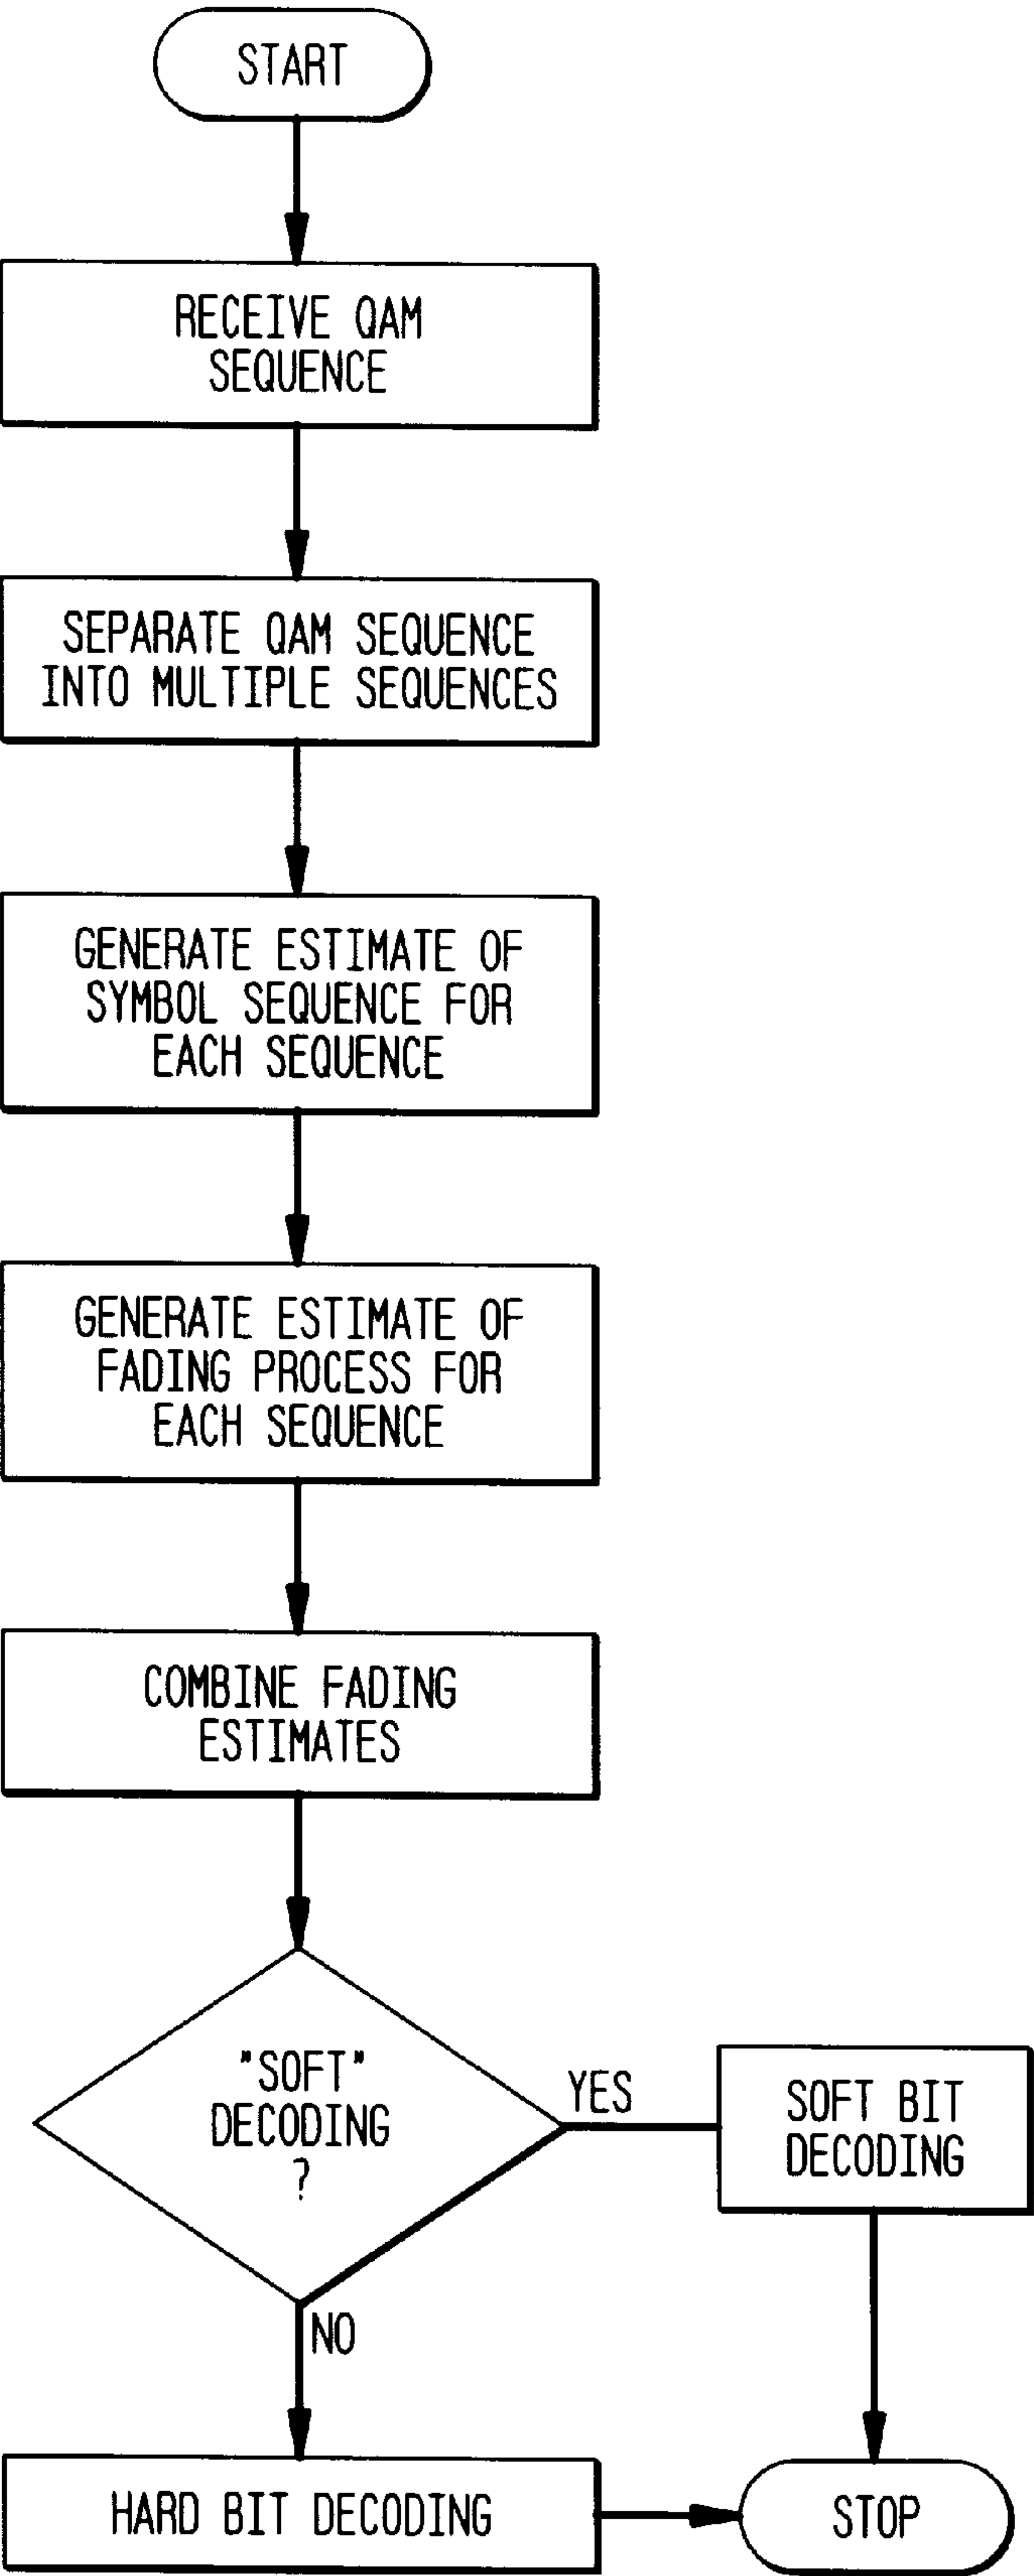 START
RECEIVE QAM
SEQUENCE
SEPARATE QAM SEQUENCE
INTO MULTIPLE SEQUENCES
GENERATE ESTIMATE OF
SYMBOL SEQUENCE FOR
EACH SEQUENCE
GENERATE ESTIMATE OF
FADING PROCESS FOR
EACH SEQUENCE
COMBINE FADING
ESTIMATES
"SOFT"
DECODING
?
YES
SOFT BIT
DECODING
NO
HARD BIT DECODING
STOP